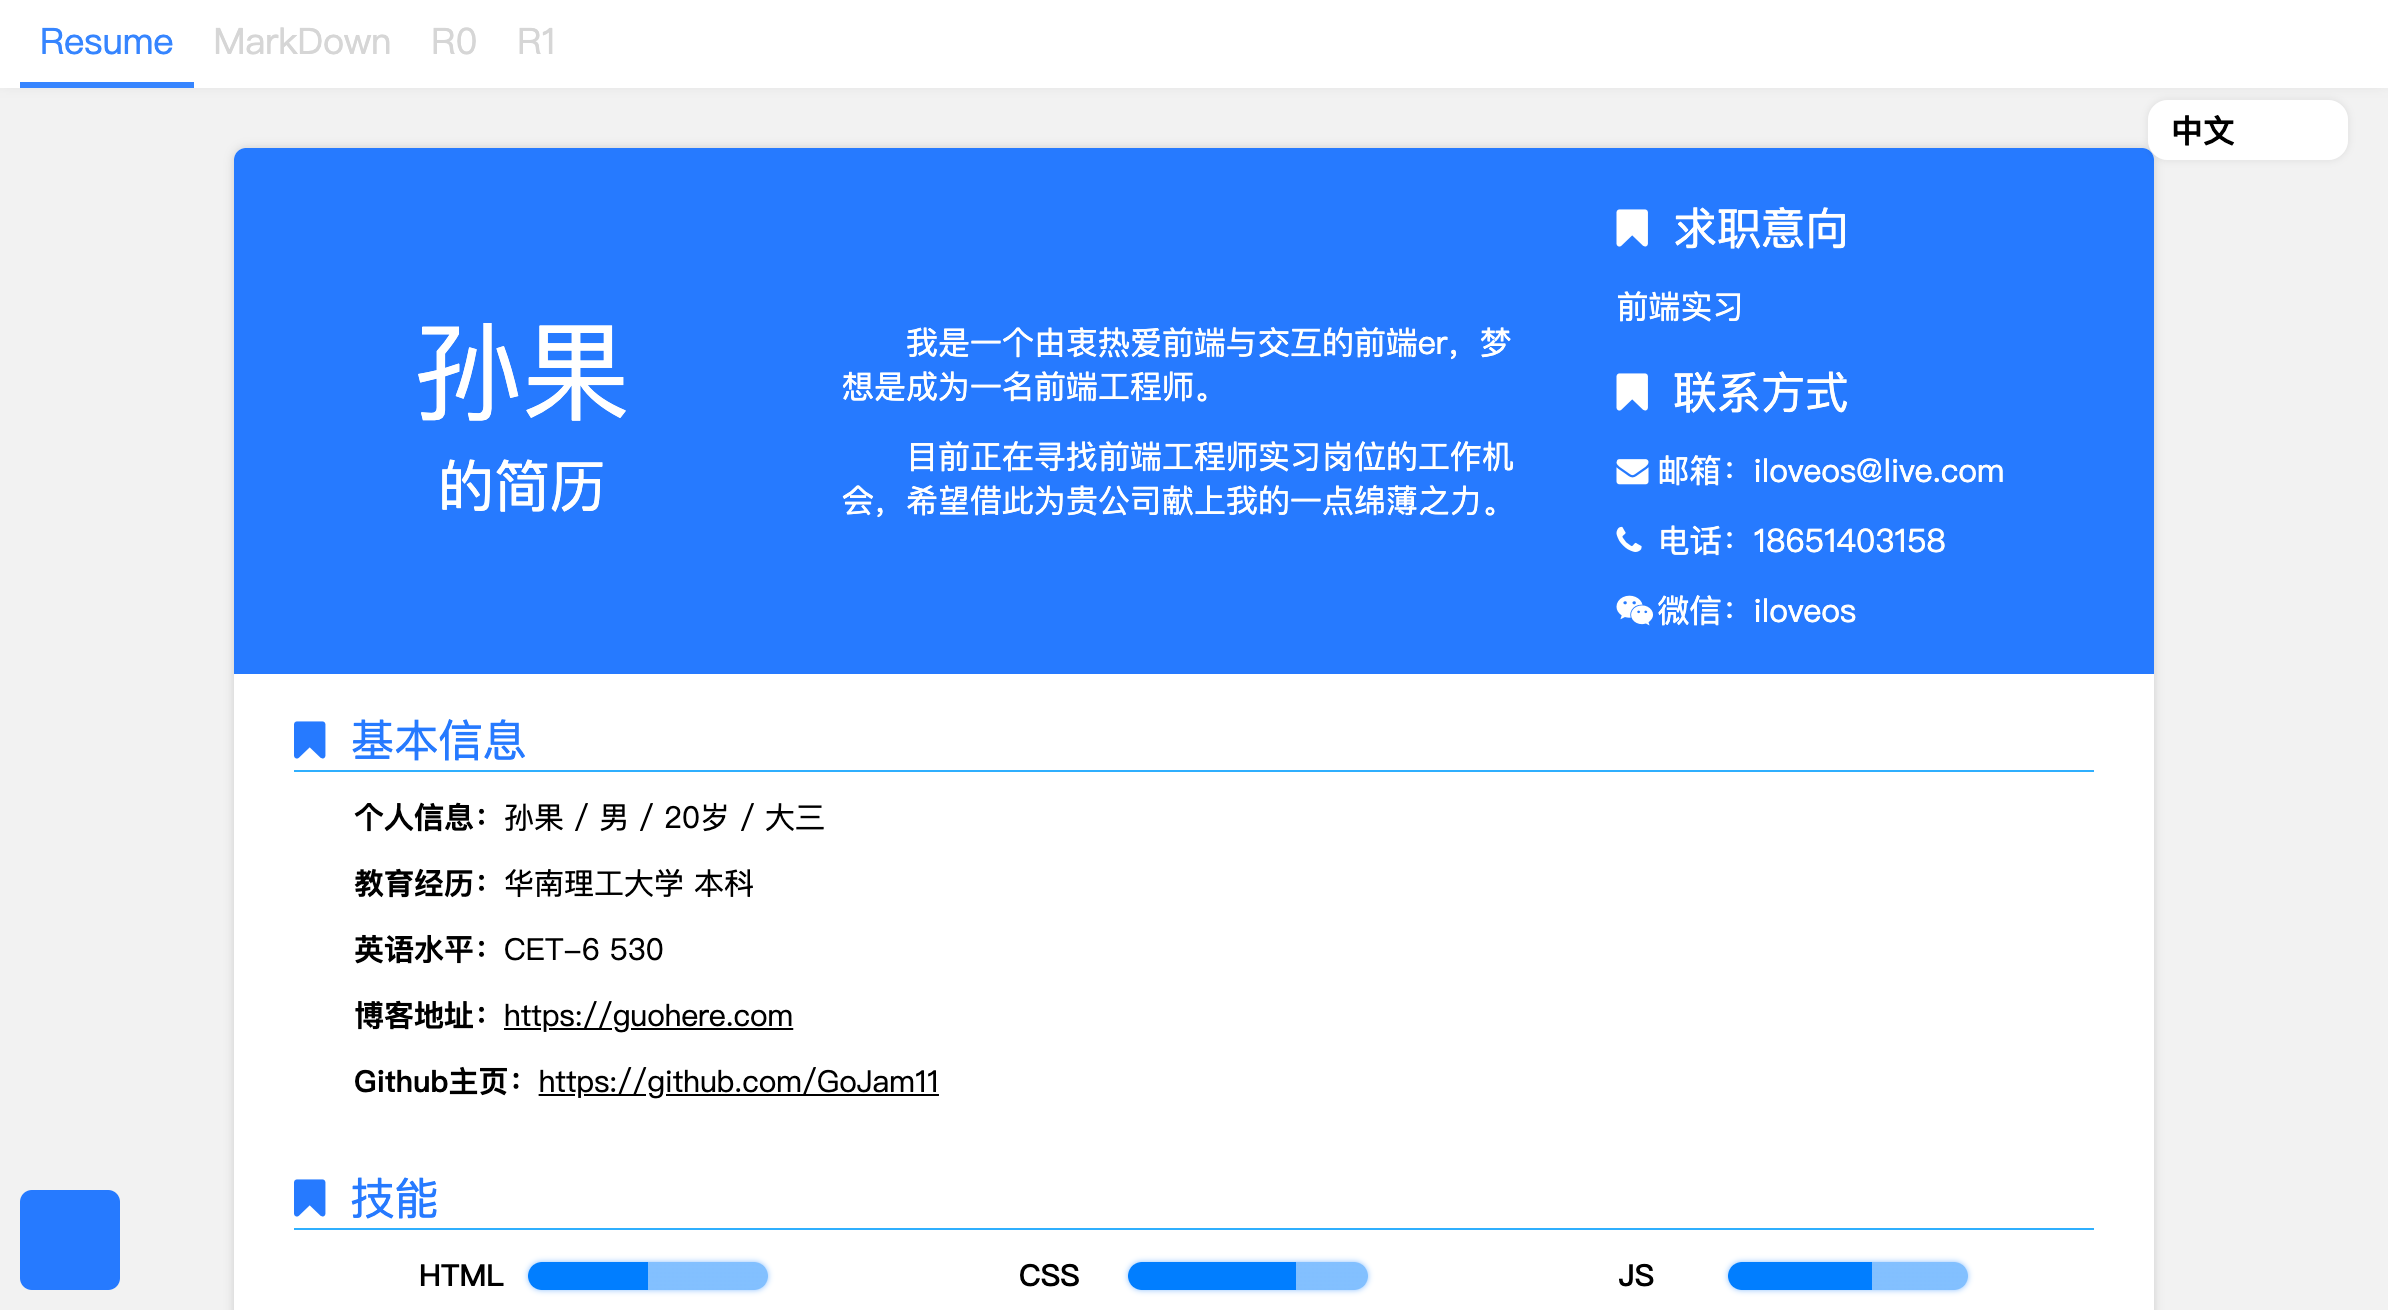 Resume MarkDown R0 R1
中文
孙果
的简历
我是一个由衷热爱前端与交互的前端er，梦
想是成为一名前端工程师。
目前正在寻找前端工程师实习岗位的工作机
会，希望借此为贵公司献上我的一点绵薄之力。
求职意向
前端实习
联系方式
邮箱：iloveos@live.com
电话：18651403158
微信：iloveos
基本信息
个人信息：孙果 / 男 / 20岁 / 大三
教育经历：华南理工大学 本科
英语水平：CET-6 530
博客地址：https://guohere.com
Github主页：https://github.com/GoJam11
技能
HTML CSS JS